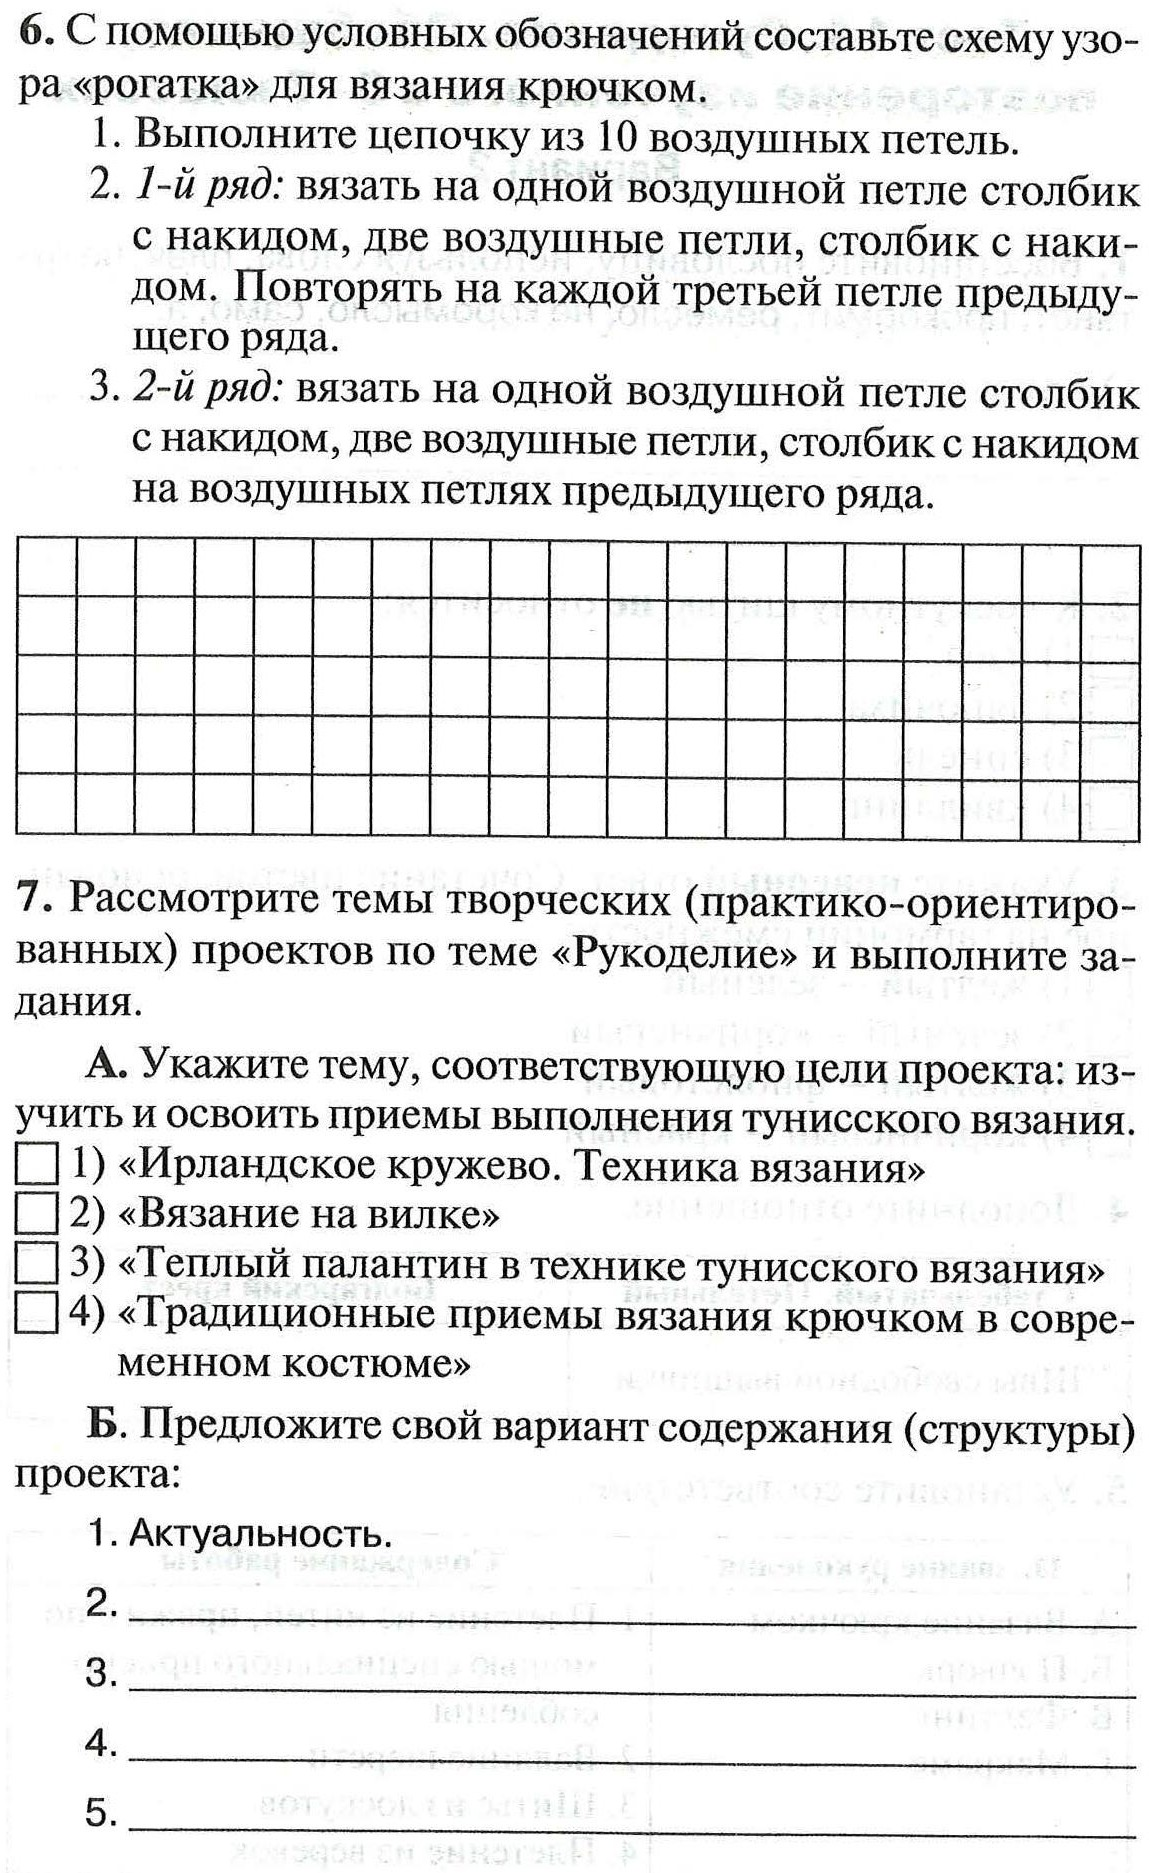 6. С помощью условных обозначений составьте схему узо-
ра «рогатка» для вязания крючком.
1. Выполните цепочку из 10 воздушных петель.
2. 1-й ряд: вязать на одной воздушной петле столбик
с накидом, две воздушные петли, столбик с наки-
дом. Повторять на каждой третьей петле предыду-
щего ряда.
3. 2-й ряд: вязать на одной воздушной петле столбик
с накидом, две воздушные петли, столбик с накидом
на воздушных петлях предыдущего ряда.
7. Рассмотрите темы творческих (практико-ориентиро-
ванных) проектов по теме «Рукоделие» и выполните за-
дания.
А. Укажите тему, соответствующую цели проекта: из-
учить и освоить приемы выполнения тунисского вязания.
1) «Ирландское кружево. Техника вязания»
2) «Вязание на вилке»
3) «Теплый палантин в технике тунисского вязания»
4) «Традиционные приемы вязания крючком в совре-
менном костюме»
Б. Предложите свой вариант содержания (структуры)
проекта:
1. Актуальность.
2.
3.
4.
5.